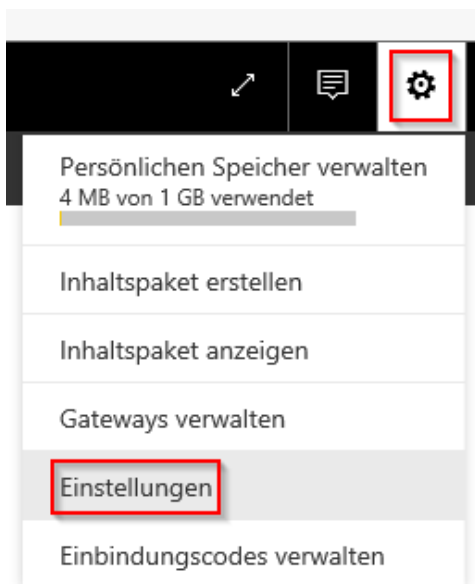 Persönlichen Speicher verwalten
4 MB von 1 GB verwendet
Inhaltspaket erstellen
Inhaltspaket anzeigen
Gateways verwalten
Einstellungen
Einbindungscodes verwalten